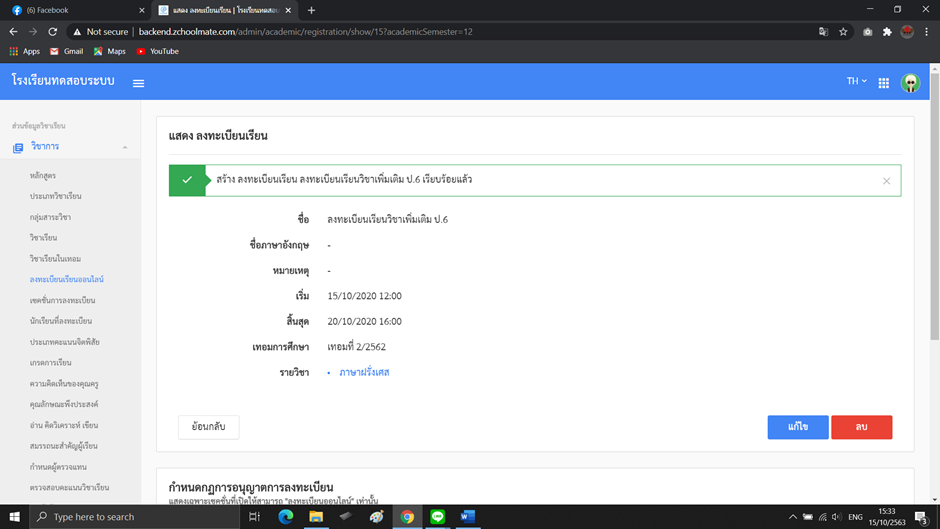 (6) Facebook
แสดง ลงทะเบียนเรียน | โรงเรียนทดสอบ
Not secure | backend.zchoolmate.com/admin/academic/registration/show/15?academicSemester=12
Apps Gmail Maps YouTube
โรงเรียนทดสอบระบบ
TH
ส่วนข้อมูลวิชาเรียน
วิชาการ
หลักสูตร
ประเภทวิชาเรียน
กลุ่มสาระวิชา
วิชาเรียน
วิชาเรียนในเทอม
ลงทะเบียนเรียนออนไลน์
เซคชั่นการลงทะเบียน
นักเรียนที่ลงทะเบียน
ประเภทคะแนนจิตพิสัย
เกรดการเรียน
ความคิดเห็นของคุณครู
คุณลักษณะพึงประสงค์
อ่าน คิดวิเคราะห์ เขียน
สมรรถนะสำคัญผู้เรียน
กำหนดผู้ตรวจแทน
ตรวจสอบคะแนนวิชาเรียน
แสดง ลงทะเบียนเรียน
สร้าง ลงทะเบียนเรียน ลงทะเบียนเรียนวิชาเพิ่มเติม ป.6 เรียบร้อยแล้ว
ชื่อ ลงทะเบียนเรียนวิชาเพิ่มเติม ป.6
ชื่อภาษาอังกฤษ -
หมายเหตุ -
เริ่ม 15/10/2020 12:00
สิ้นสุด 20/10/2020 16:00
เทอมการศึกษา เทอมที่ 2/2562
รายวิชา • ภาษาฝรั่งเศส
ย้อนกลับ แก้ไข ลบ
กำหนดกฏการอนุญาตการลงทะเบียน
แสดงเฉพาะเซคชั่นที่เปิดให้สามารถ "ลงทะเบียนออนไลน์" เท่านั้น
Type here to search
ENG
15:33
15/10/2563
3